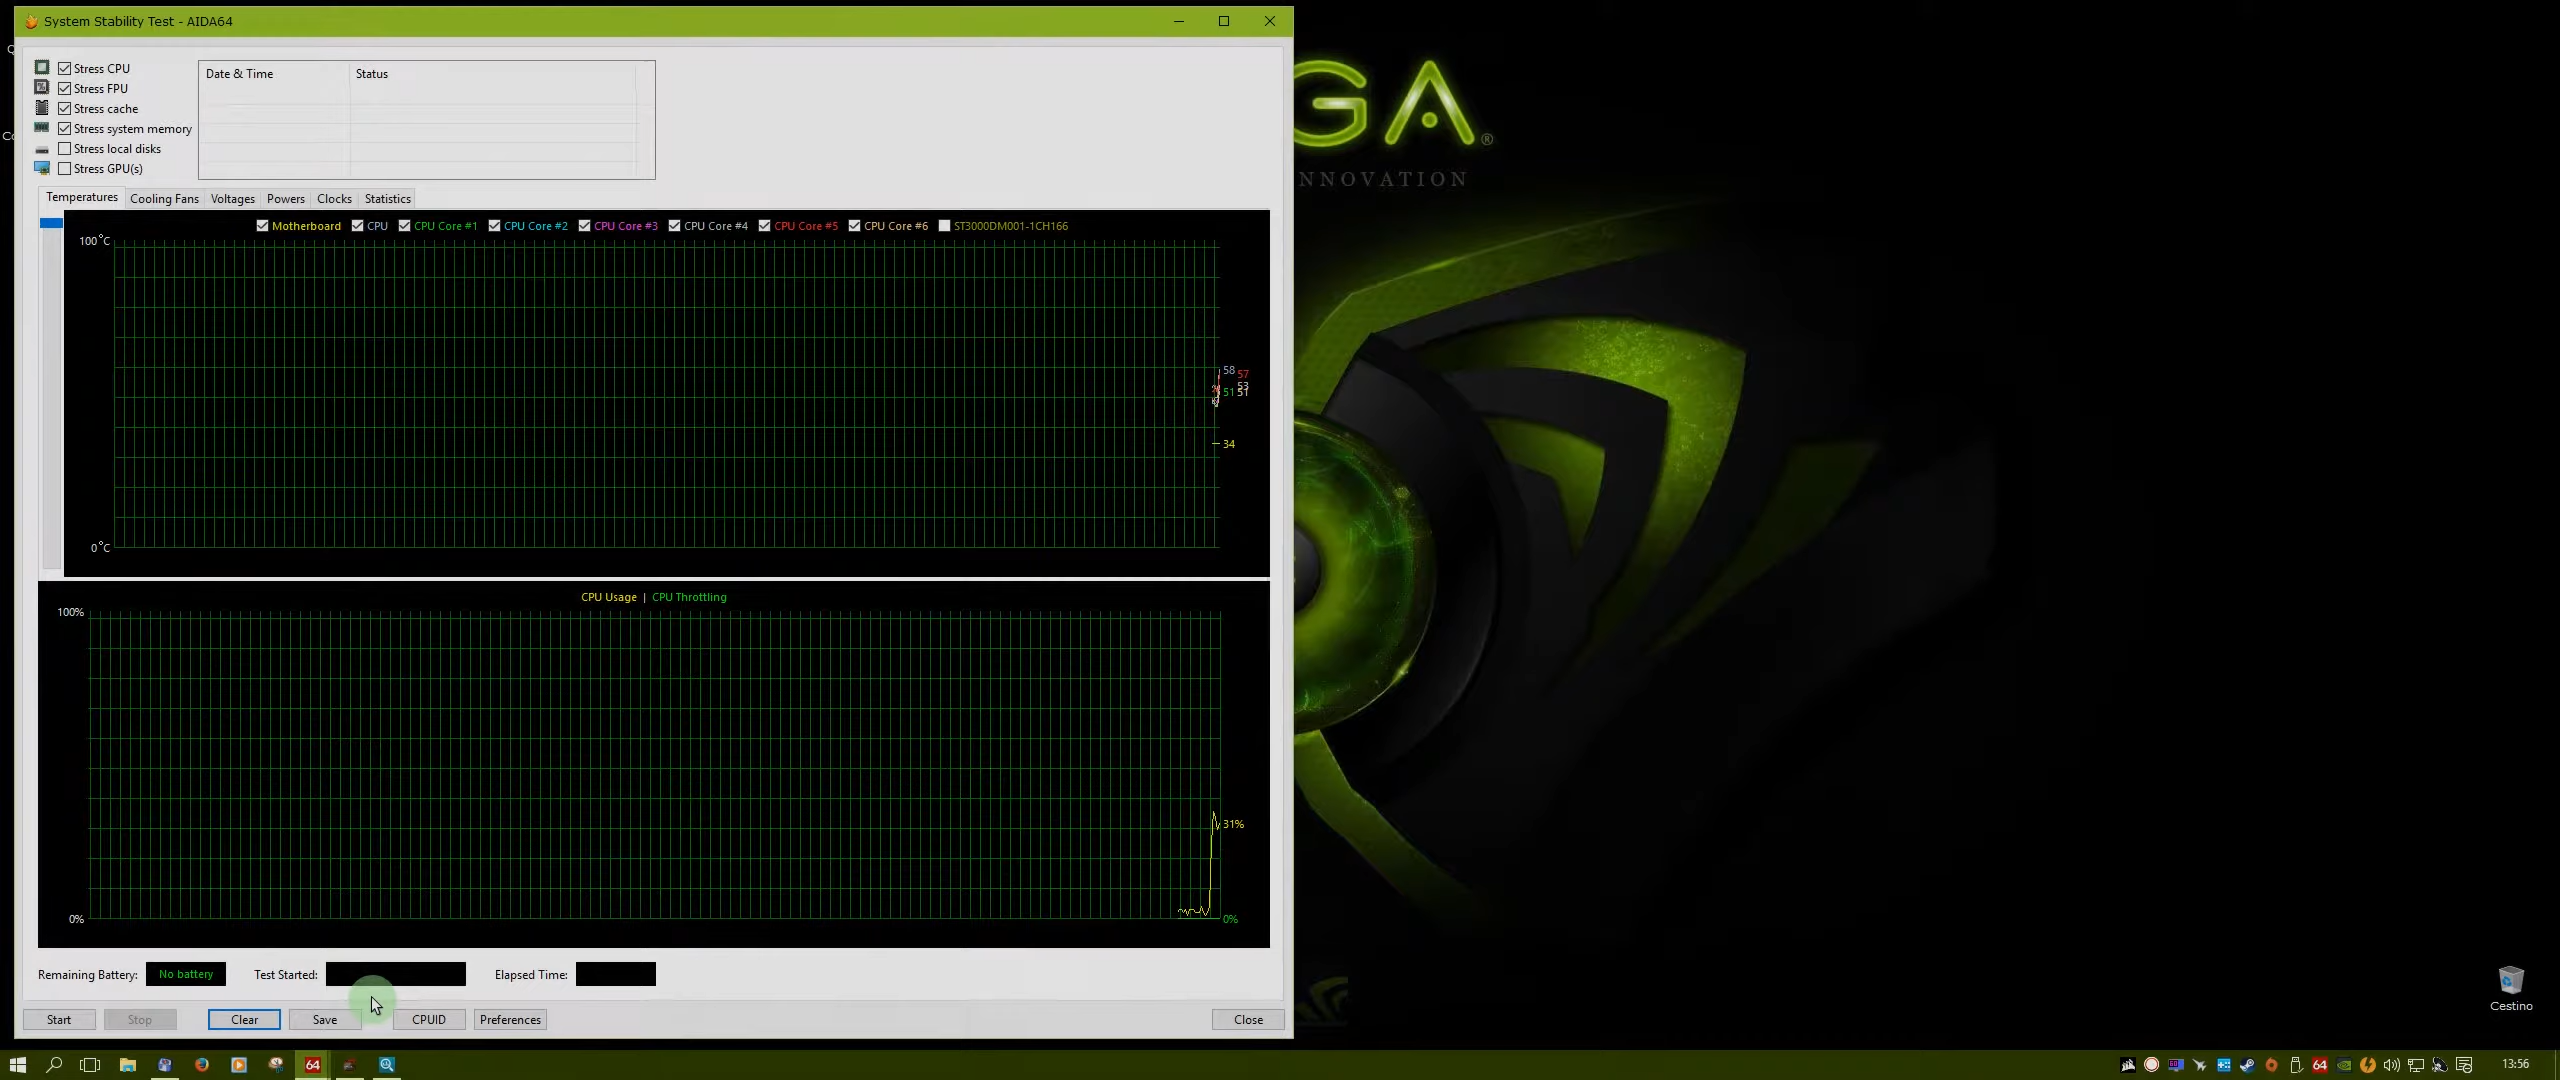 System Stability Test - AIDA64
Stress CPU
Stress FPU
Stress cache
Stress system memory
Stress local disks
Stress GPU(s)
Date & Time Status
Temperatures Cooling Fans Voltages Powers Clocks Statistics
Motherboard CPU CPU Core #1 CPU Core #2 CPU Core #3 CPU Core #4 CPU Core #5 CPU Core #6 ST3000DM001-1CH166
100°C
58 57
53
51 51
34
0°C
CPU Usage | CPU Throttling
100%
31%
0% 0%
Remaining Battery: No battery Test Started: Elapsed Time:
Start Stop Clear Save CPUID Preferences Close
GA®
NNOVATION
Cestino
64 64 13:56